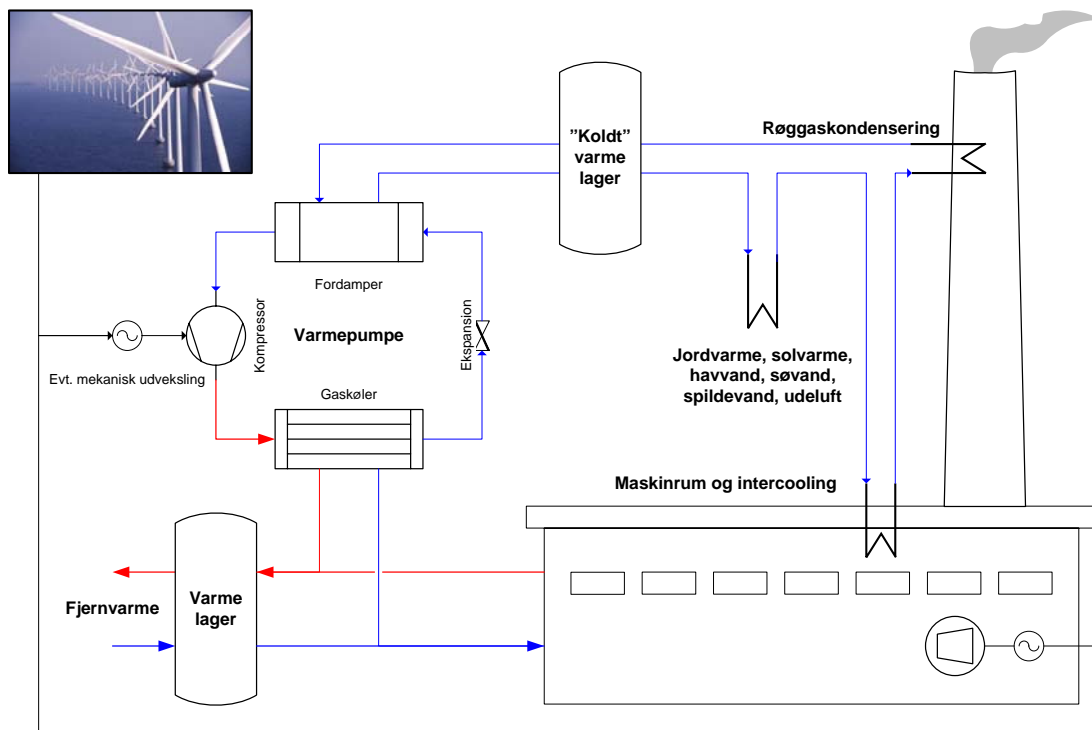 Røggaskondensering
”Koldt”
varme
lager
Fordamper
Kompressor
Varmepumpe
Ekspansion
Evt. mekanisk udveksling
Gaskøler
Jordvarme, solvarme,
havvand, søvand,
spildevand, udeluft
Maskinrum og intercooling
Fjernvarme
Varme
lager